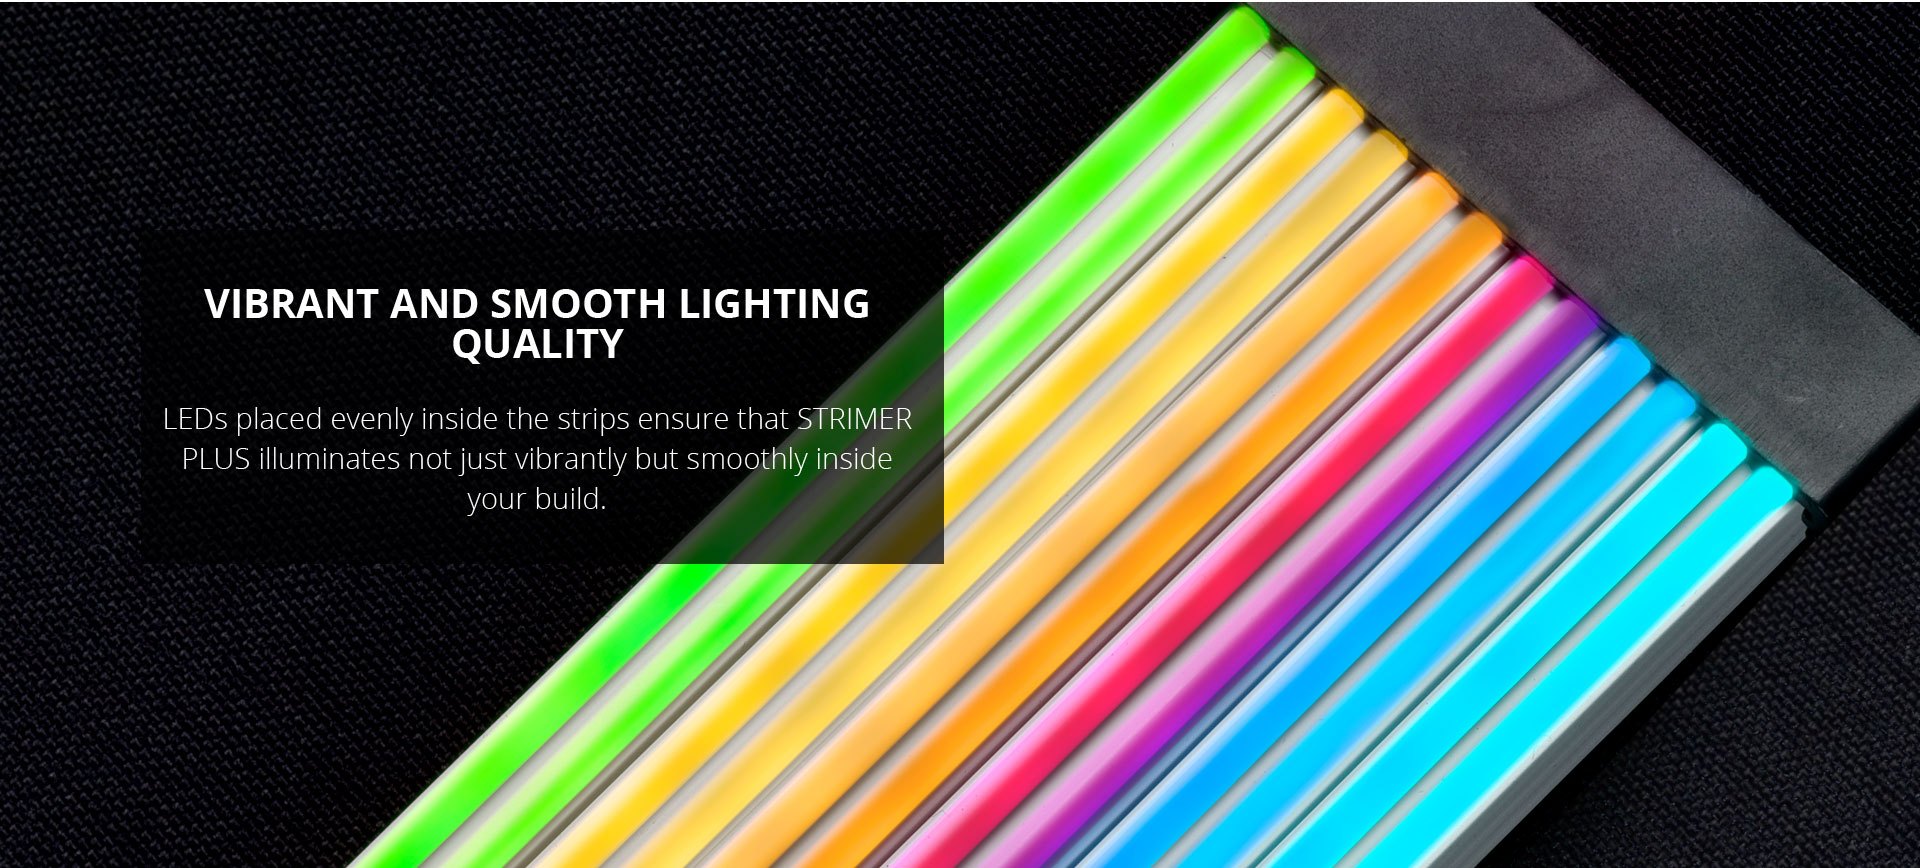 VIBRANT AND SMOOTH LIGHTING
QUALITY
LEDs placed evenly inside the strips ensure that STRIMER
PLUS illuminates not just vibrantly but smoothly inside
your build.